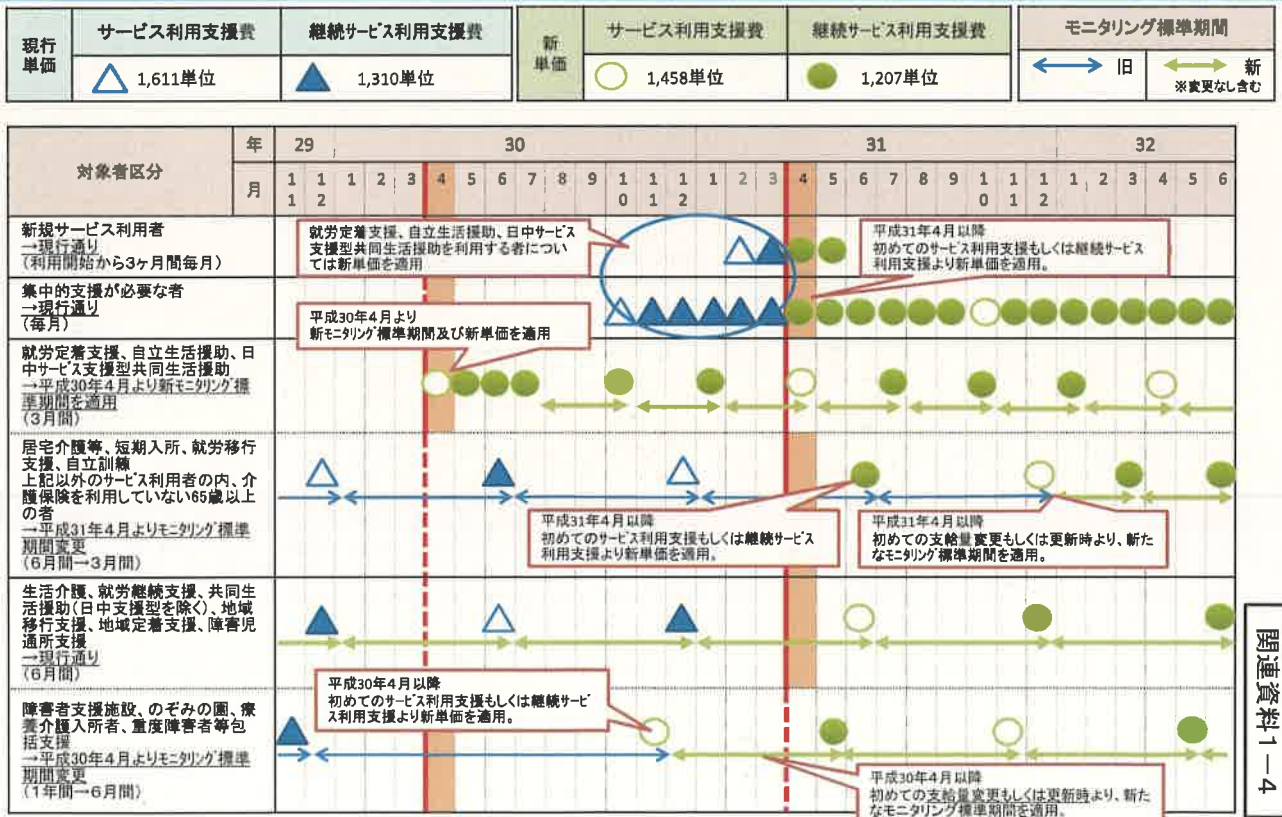 現行
単価
サービス利用支援費
△ 1,611単位
継続サービス利用支援費
▲ 1,310単位
新
単価
サービス利用支援費
○ 1,458単位
継続サービス利用支援費
● 1,207単位
モニタリング標準期間
旧
新
※変更なし含む
対象者区分
年 29 30 31 32
月 11 12 1 2 3 4 5 6 7 8 9 10 11 12 1 2 3 4 5 6 7 8 9 10 11 12 1 2 3 4 5 6
新規サービス利用者
→現行通り
(利用開始から3ヶ月間毎月)
就労定着支援、自立生活援助、日中サービス
支援型共同生活援助を利用する者につい
ては新単価を適用
平成31年4月以降
初めてのサービス利用支援もしくは継続サービス
利用支援より新単価を適用。
集中的支援が必要な者
→現行通り
(毎月)
平成30年4月より
新モニタリング標準期間及び新単価を適用
就労定着支援、自立生活援助、日
中サービス支援型共同生活援助
→平成30年4月より新モニタリング標
準期間を適用
(3月間)
居宅介護等、短期入所、就労移行
支援、自立訓練
上記以外のサービス利用者の内、介
護保険を利用していない65歳以上
の者
→平成31年4月よりモニタリング標準
期間変更
(6月間→3月間)
平成31年4月以降
初めてのサービス利用支援もしくは継続サービス
利用支援より新単価を適用。
平成31年4月以降
初めての支給量変更もしくは更新時より、新た
なモニタリング標準期間を適用。
生活介護、就労継続支援、共同生
活援助(日中支援型を除く)、地域
移行支援、地域定着支援、障害児
通所支援
→現行通り
(6月間)
平成30年4月以降
初めてのサービス利用支援もしくは継続サービ
ス利用支援より新単価を適用。
障害者支援施設、のぞみの園、療
養介護入所者、重度障害者等包
括支援
→平成30年4月よりモニタリング標準
期間変更
(1年間→6月間)
平成30年4月以降
初めての支給量変更もしくは更新時より、新た
なモニタリング標準期間を適用。
関連資料1－4